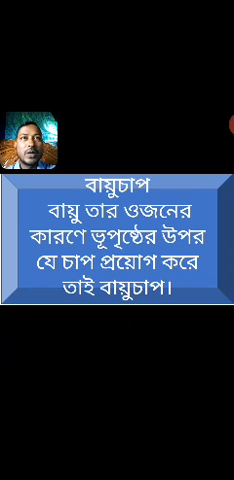 বায়ুচাপ
বায়ু তার ওজনের
কারণে ভূপৃষ্ঠের উপর
যে চাপ প্রয়োগ করে
তাই বায়ুচাপ।